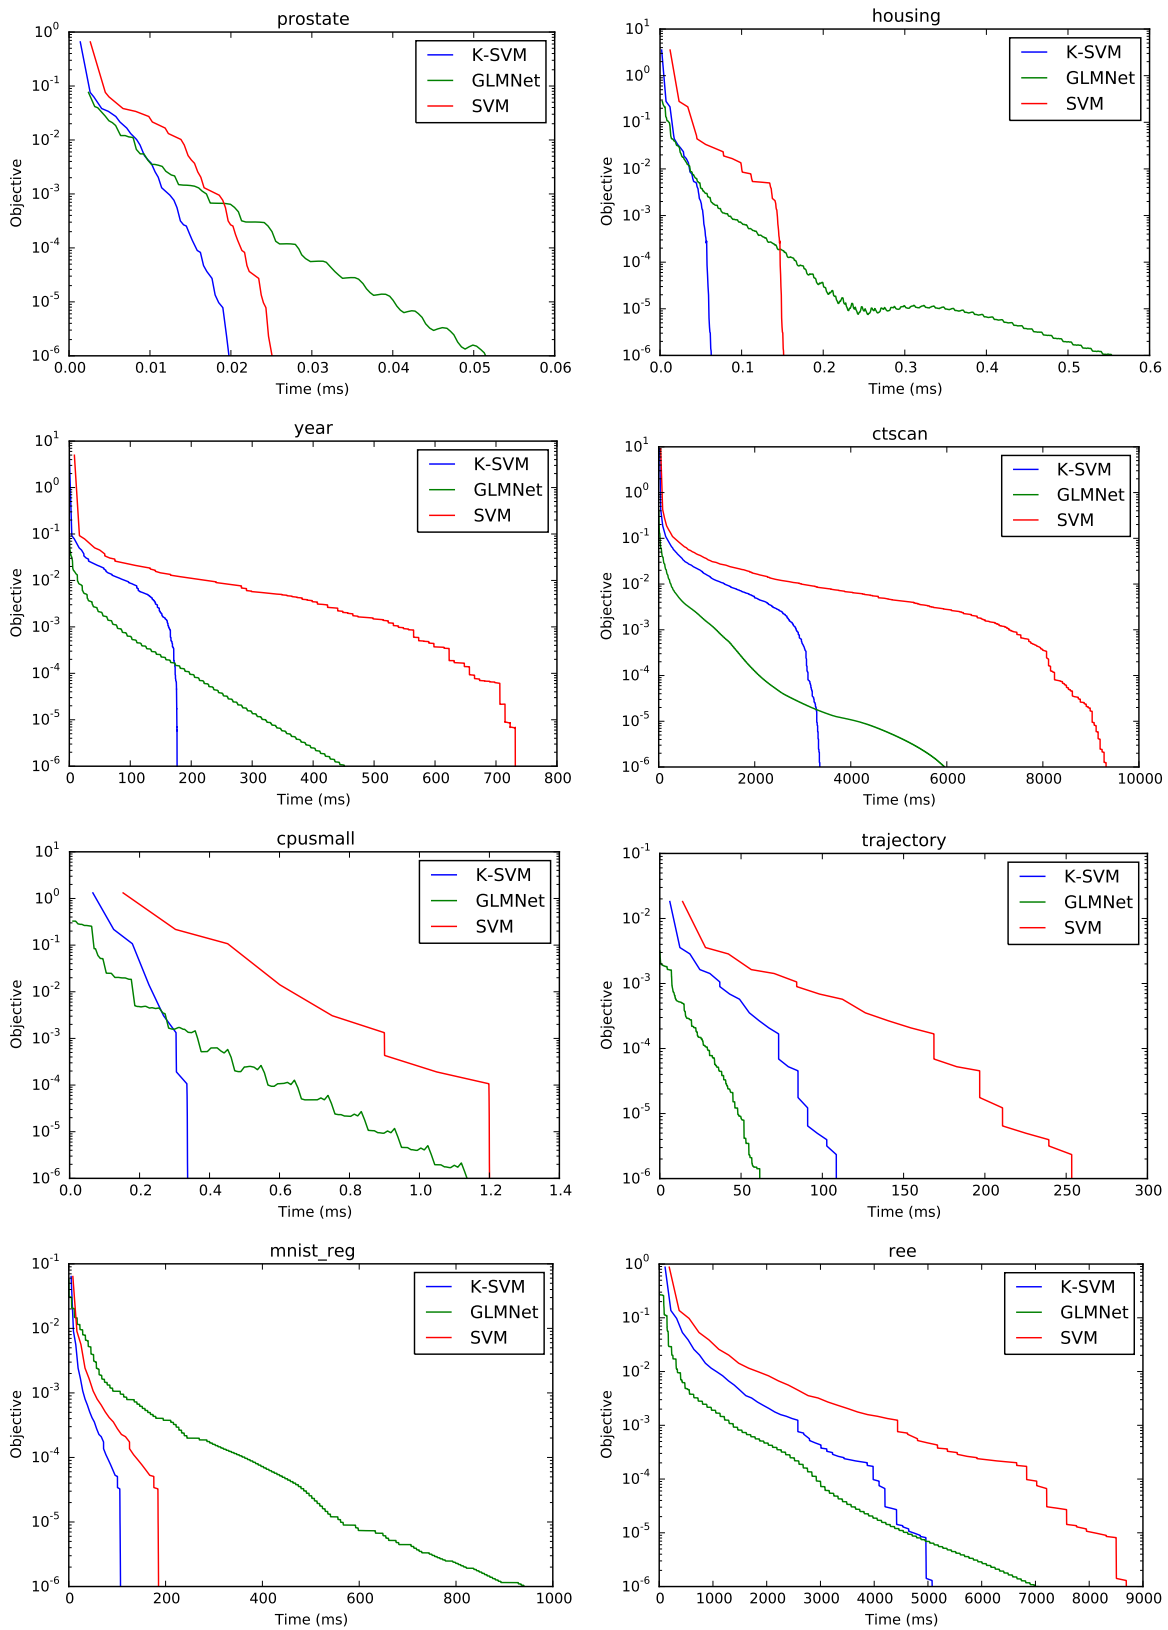 prostate
10^0
10^-1
10^-2
10^-3
10^-4
10^-5
10^-6
Objective
0.00 0.01 0.02 0.03 0.04 0.05 0.06
Time (ms)
K-SVM
GLMNet
SVM
housing
10^1
10^0
10^-1
10^-2
10^-3
10^-4
10^-5
10^-6
Objective
0.0 0.1 0.2 0.3 0.4 0.5 0.6
Time (ms)
K-SVM
GLMNet
SVM
year
10^1
10^0
10^-1
10^-2
10^-3
10^-4
10^-5
10^-6
Objective
0 100 200 300 400 500 600 700 800
Time (ms)
K-SVM
GLMNet
SVM
ctscan
10^1
10^0
10^-1
10^-2
10^-3
10^-4
10^-5
10^-6
Objective
0 2000 4000 6000 8000 10000
Time (ms)
K-SVM
GLMNet
SVM
cpusmall
10^1
10^0
10^-1
10^-2
10^-3
10^-4
10^-5
10^-6
Objective
0.0 0.2 0.4 0.6 0.8 1.0 1.2 1.4
Time (ms)
K-SVM
GLMNet
SVM
trajectory
10^-1
10^-2
10^-3
10^-4
10^-5
10^-6
Objective
0 50 100 150 200 250 300
Time (ms)
K-SVM
GLMNet
SVM
mnist_reg
10^-1
10^-2
10^-3
10^-4
10^-5
10^-6
Objective
0 200 400 600 800 1000
Time (ms)
K-SVM
GLMNet
SVM
ree
10^0
10^-1
10^-2
10^-3
10^-4
10^-5
10^-6
Objective
0 1000 2000 3000 4000 5000 6000 7000 8000 9000
Time (ms)
K-SVM
GLMNet
SVM